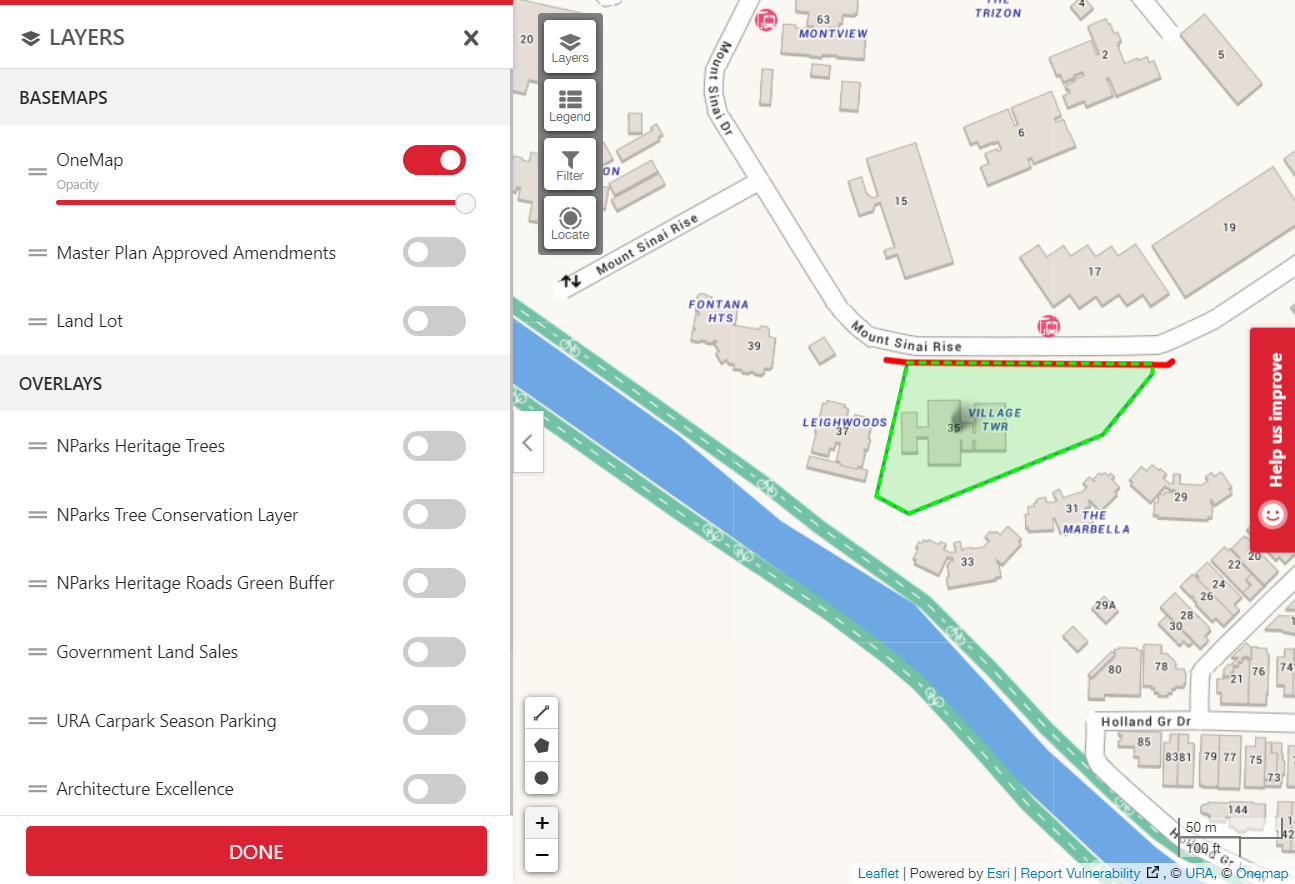 LAYERS
BASEMAPS
OneMap
Opacity
Master Plan Approved Amendments
Land Lot
OVERLAYS
NParks Heritage Trees
NParks Tree Conservation Layer
NParks Heritage Roads Green Buffer
Government Land Sales
URA Carpark Season Parking
Architecture Excellence
DONE
Layers
Legend
Filter
Locate
20
63
MONTVIEW
THE
TRIZON
4
2
5
6
Mount Sinai Dr
ON
15
19
17
Mount Sinai Rise
FONTANA
HTS
39
Mount Sinai Rise
LEIGHWOODS
37
VILLAGE
TWR
35
29
31
THE
MARBELLA
33
20
22
24
26
28
30
29A
80
78
76
74
21
Holland Gr Dr
85
83
81
79
77
75
73
144
Help us improve
+
−
50 m
100 ft
Leaflet | Powered by Esri | Report Vulnerability , © URA, © Onemap